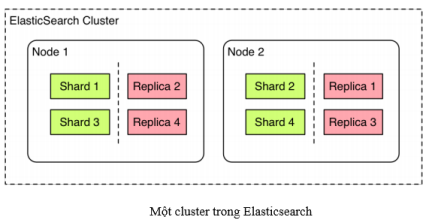 ElasticSearch Cluster
Node 1
Node 2
Shard 1 Replica 2 Shard 2 Replica 1
Shard 3 Replica 4 Shard 4 Replica 3
Một cluster trong Elasticsearch